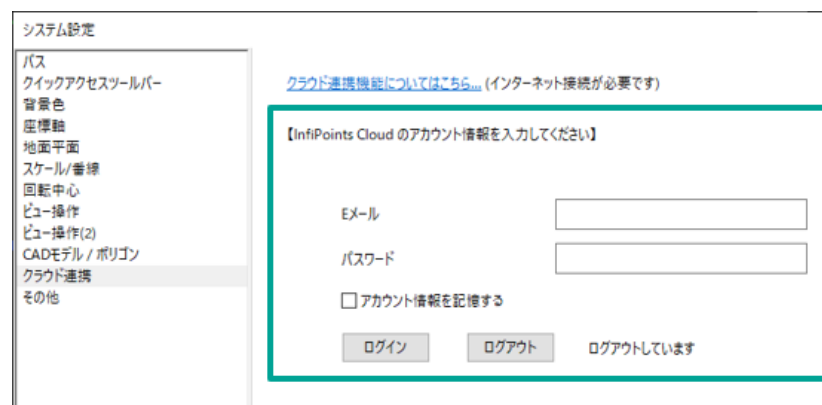 システム設定
パス
クイックアクセスツールバー
背景色
座標軸
地面平面
スケール/番線
回転中心
ビュー操作
ビュー操作(2)
CADモデル / ポリゴン
クラウド連携
その他
クラウド連携機能についてはこちら... (インターネット接続が必要です)
【InfiPoints Cloud のアカウント情報を入力してください】
Eメール
パスワード
アカウント情報を記憶する
ログイン ログアウト ログアウトしています